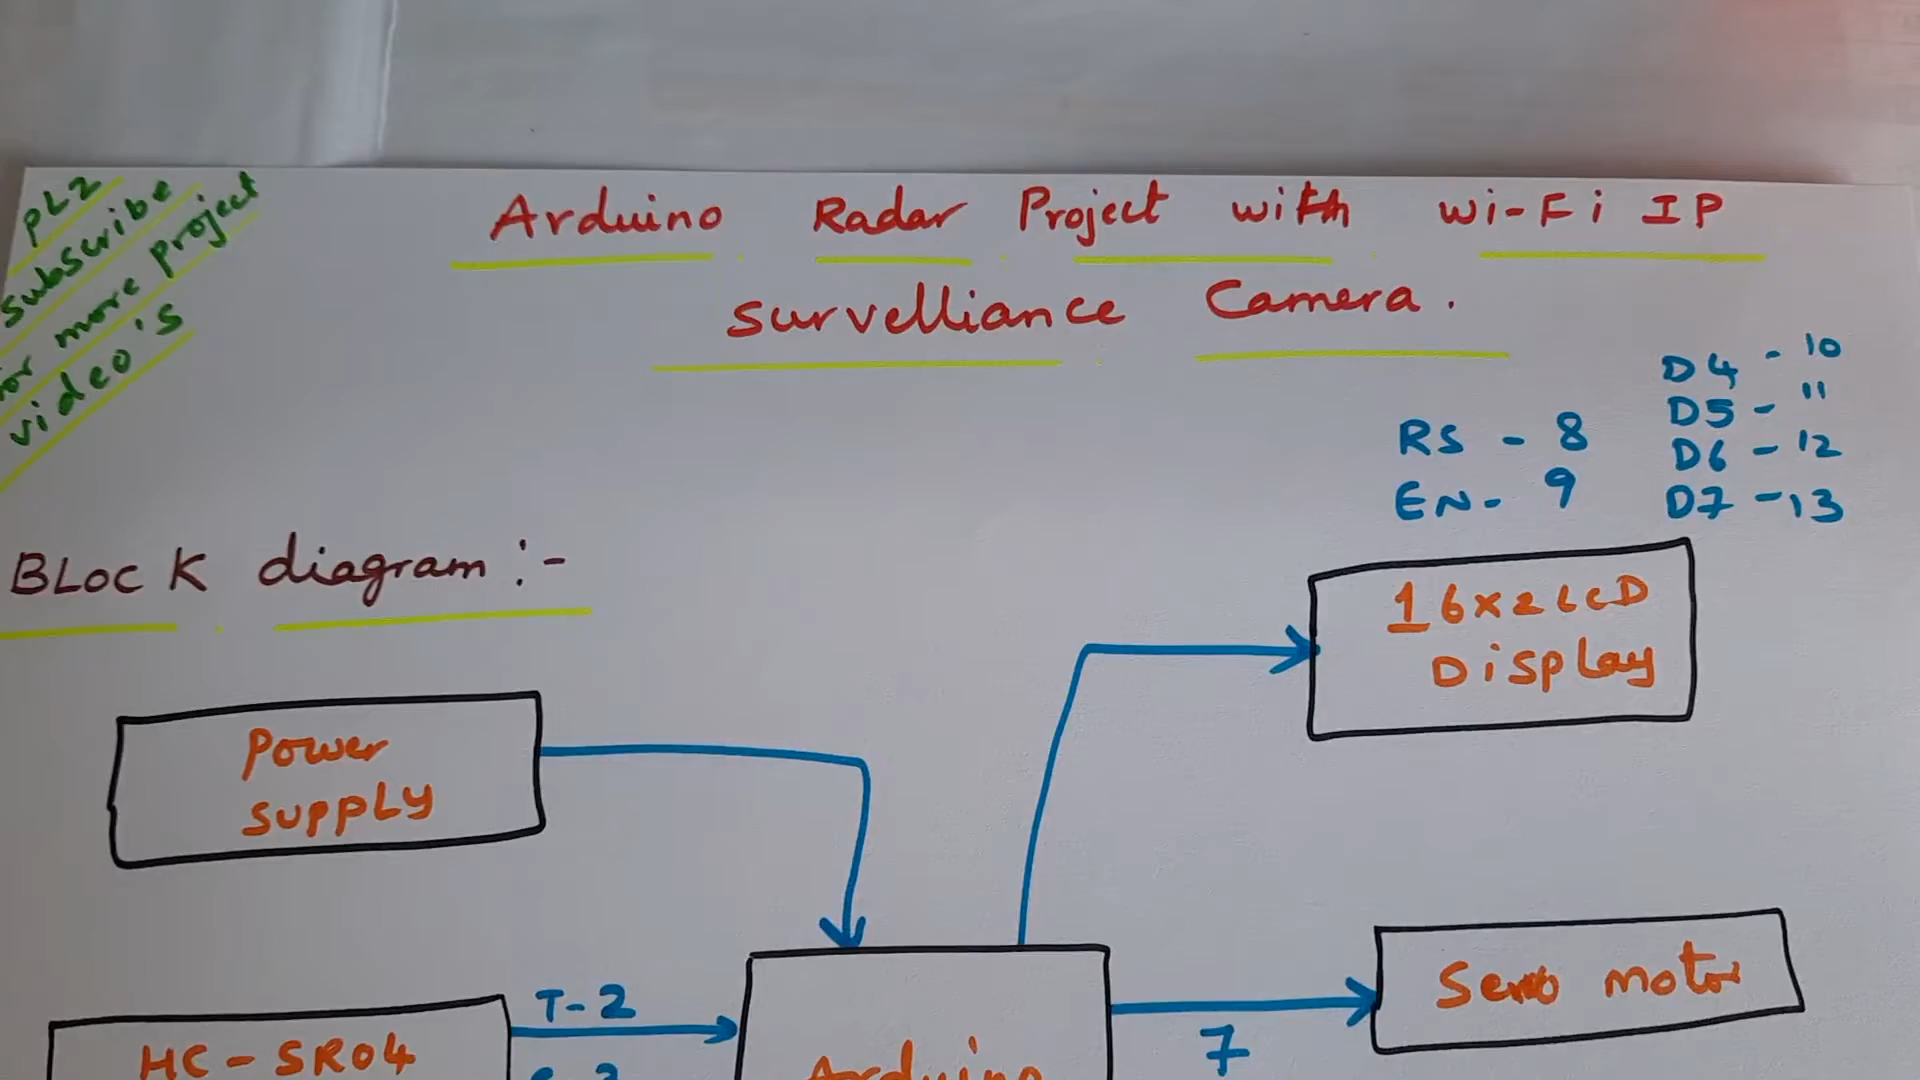 PL2
subscribe
for more project
video's
Arduino Radar Project with Wi-Fi IP
survelliance Camera.
D4 - 10
D5 - 11
D6 - 12
D7 - 13
RS - 8
EN - 9
BLock diagram :-
16x2 LCD
Display
Power
supply
Servo motor
T-2
HC-SR04
7
Arduino